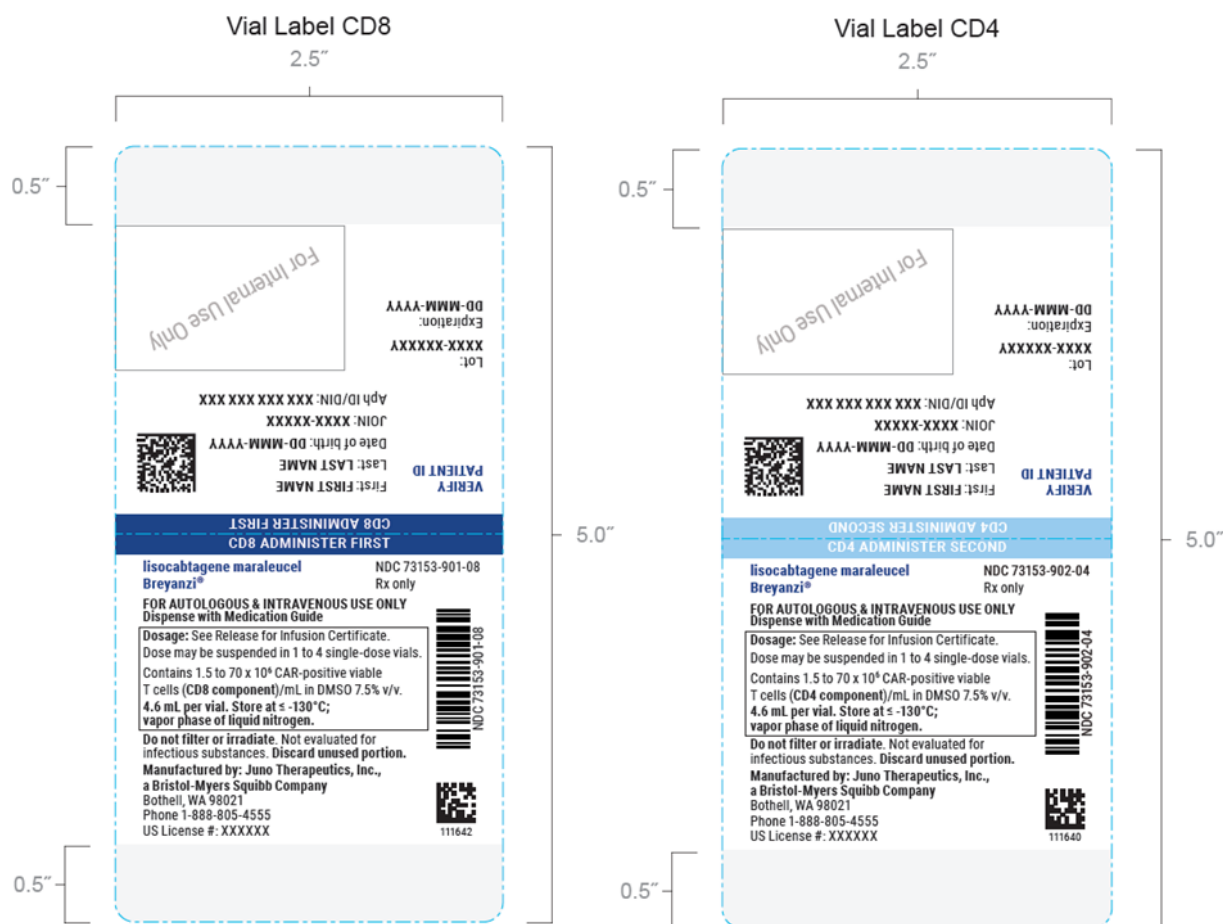 Vial Label CD8
2.5″
0.5″
For Internal Use Only
Lot:
XXXX-XXXXXY
Expiration:
DD-MMM-YYYY
VERIFY
PATIENT ID
First: FIRST NAME
Last: LAST NAME
Date of birth: DD-MMM-YYYY
JOIN: XXXX-XXXXX
Aph ID/DIN: XXX XXX XXX XXX
CD8 ADMINISTER FIRST
CD8 ADMINISTER FIRST
5.0″
lisocabtagene maraleucel
Breyanzi®
NDC 73153-901-08
Rx only
FOR AUTOLOGOUS & INTRAVENOUS USE ONLY
Dispense with Medication Guide
Dosage: See Release for Infusion Certificate.
Dose may be suspended in 1 to 4 single-dose vials.
Contains 1.5 to 70 x 10⁶ CAR-positive viable
T cells (CD8 component)/mL in DMSO 7.5% v/v.
4.6 mL per vial. Store at ≤ -130°C;
vapor phase of liquid nitrogen.
NDC 73153-901-08
Do not filter or irradiate. Not evaluated for
infectious substances. Discard unused portion.
Manufactured by: Juno Therapeutics, Inc.,
a Bristol-Myers Squibb Company
Bothell, WA 98021
Phone 1-888-805-4555
US License #: XXXXXX
111642
0.5″
Vial Label CD4
2.5″
0.5″
For Internal Use Only
Lot:
XXXX-XXXXXY
Expiration:
DD-MMM-YYYY
VERIFY
PATIENT ID
First: FIRST NAME
Last: LAST NAME
Date of birth: DD-MMM-YYYY
JOIN: XXXX-XXXXX
Aph ID/DIN: XXX XXX XXX XXX
CD4 ADMINISTER SECOND
CD4 ADMINISTER SECOND
5.0″
lisocabtagene maraleucel
Breyanzi®
NDC 73153-902-04
Rx only
FOR AUTOLOGOUS & INTRAVENOUS USE ONLY
Dispense with Medication Guide
Dosage: See Release for Infusion Certificate.
Dose may be suspended in 1 to 4 single-dose vials.
Contains 1.5 to 70 x 10⁶ CAR-positive viable
T cells (CD4 component)/mL in DMSO 7.5% v/v.
4.6 mL per vial. Store at ≤ -130°C;
vapor phase of liquid nitrogen.
NDC 73153-902-04
Do not filter or irradiate. Not evaluated for
infectious substances. Discard unused portion.
Manufactured by: Juno Therapeutics, Inc.,
a Bristol-Myers Squibb Company
Bothell, WA 98021
Phone 1-888-805-4555
US License #: XXXXXX
111640
0.5″